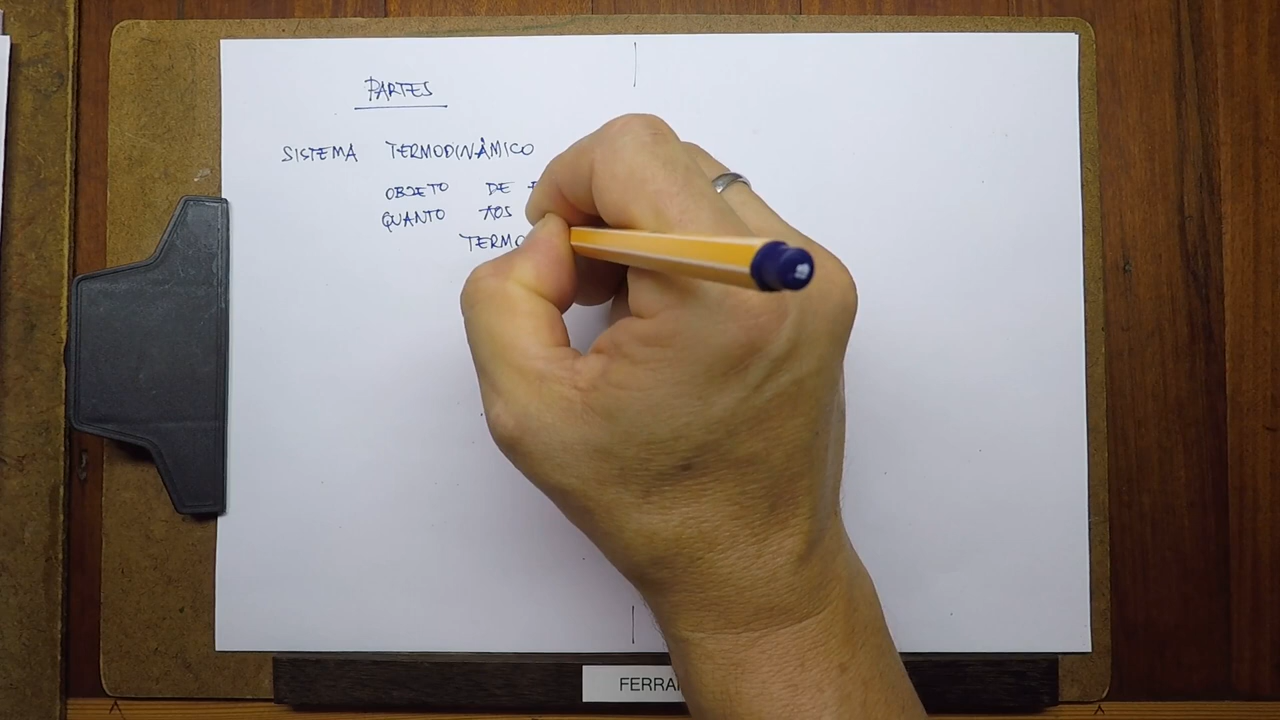 PARTES
SISTEMA TERMODINÂMICO
OBJETO DE
QUANTO AOS
TERMO
FERRA